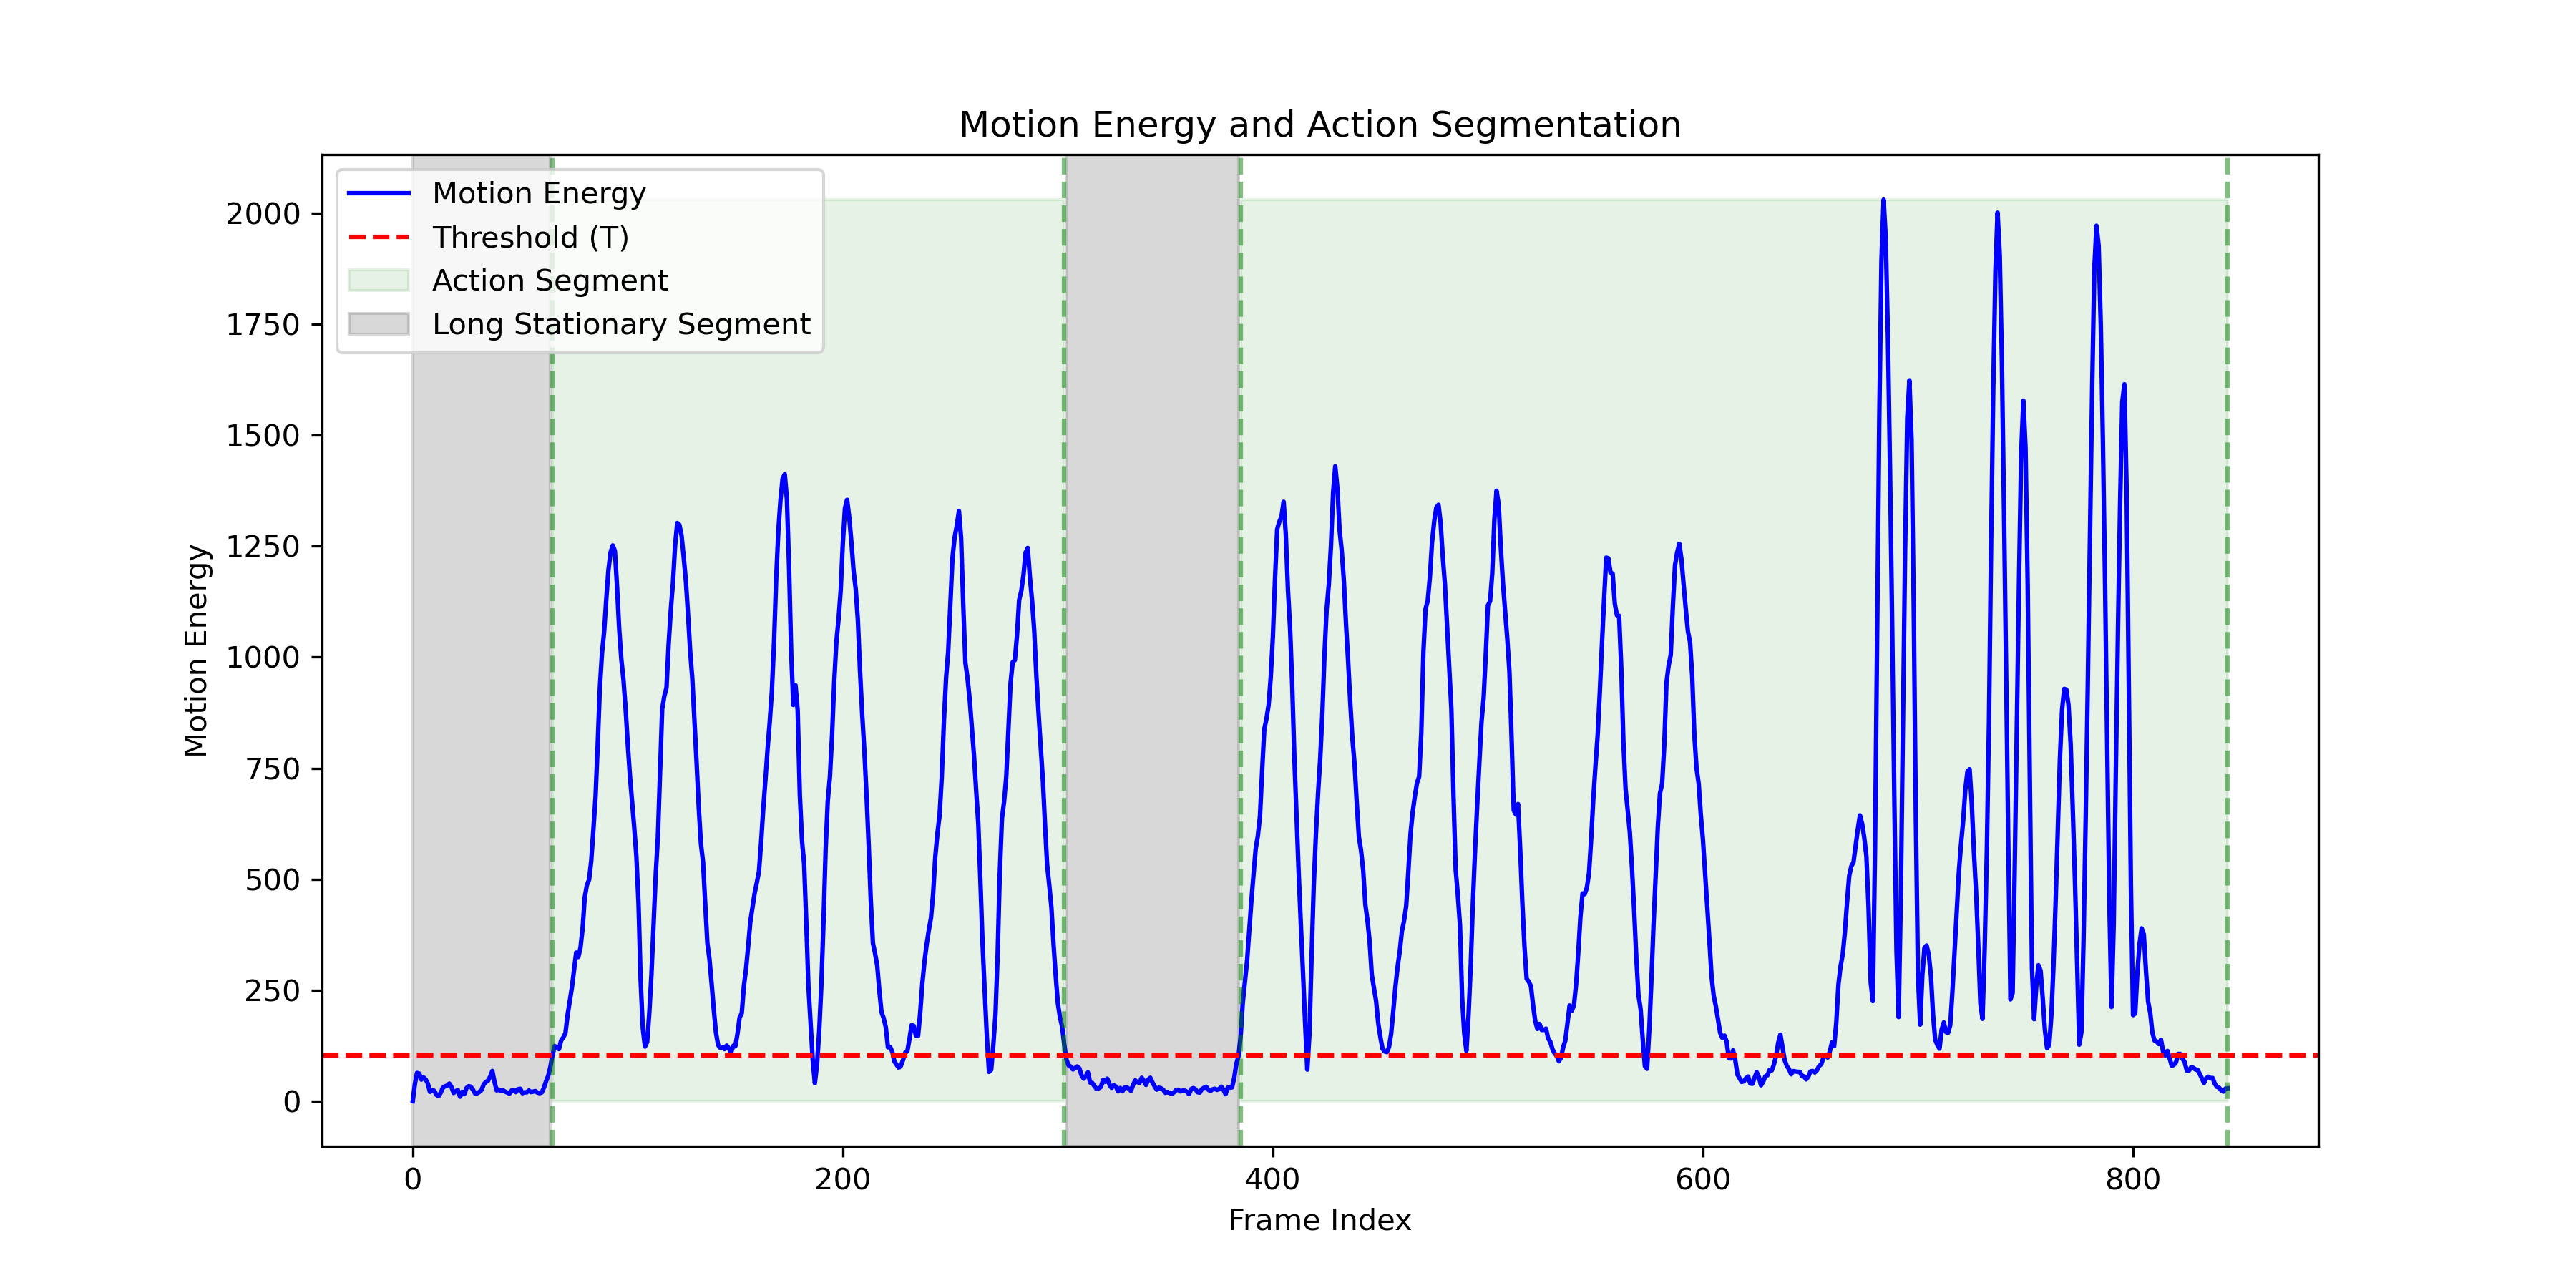 Motion Energy and Action Segmentation
Motion Energy
Threshold (T)
Action Segment
Long Stationary Segment
2000
1750
1500
1250
1000
750
500
250
0
Motion Energy
0 200 400 600 800
Frame Index